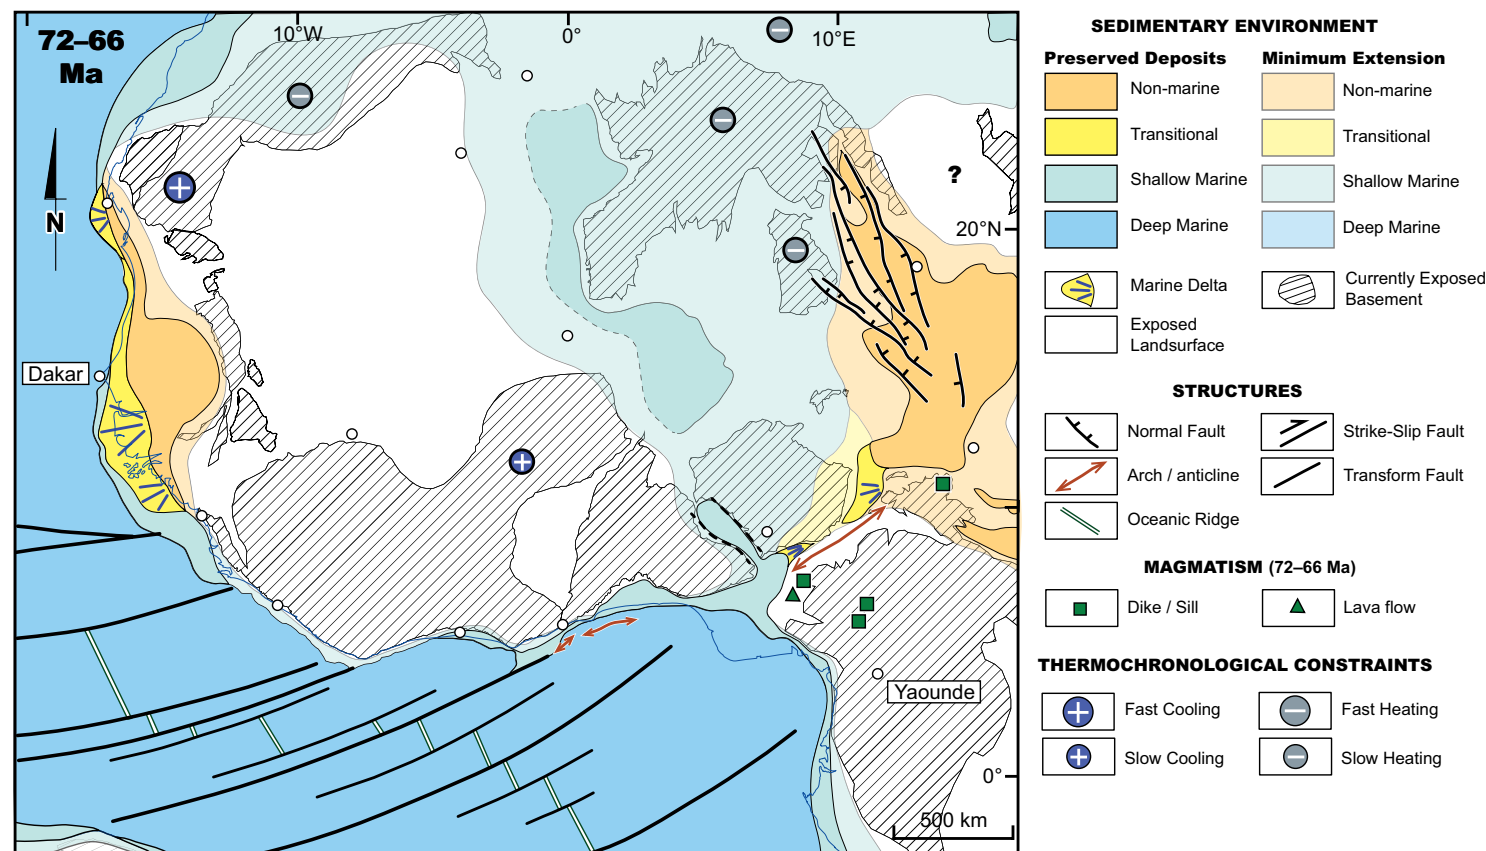 72–66
Ma
10°W
0°
10°E
N
?
20°N
Dakar
Yaounde
0°
500 km
SEDIMENTARY ENVIRONMENT
Preserved Deposits
Minimum Extension
Non-marine
Non-marine
Transitional
Transitional
Shallow Marine
Shallow Marine
Deep Marine
Deep Marine
Marine Delta
Currently Exposed
Basement
Exposed
Landsurface
STRUCTURES
Normal Fault
Strike-Slip Fault
Arch / anticline
Transform Fault
Oceanic Ridge
MAGMATISM (72–66 Ma)
Dike / Sill
Lava flow
THERMOCHRONOLOGICAL CONSTRAINTS
Fast Cooling
Fast Heating
Slow Cooling
Slow Heating